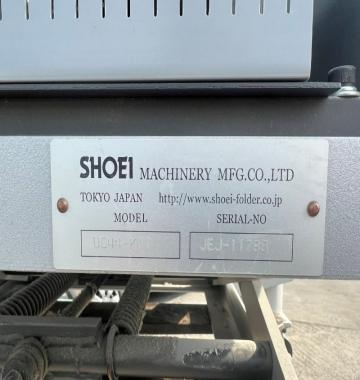 SHOEI MACHINERY MFG.CO.,LTD
TOKYO JAPAN http://www.shoei-folder.co.jp
MODEL SERIAL-NO